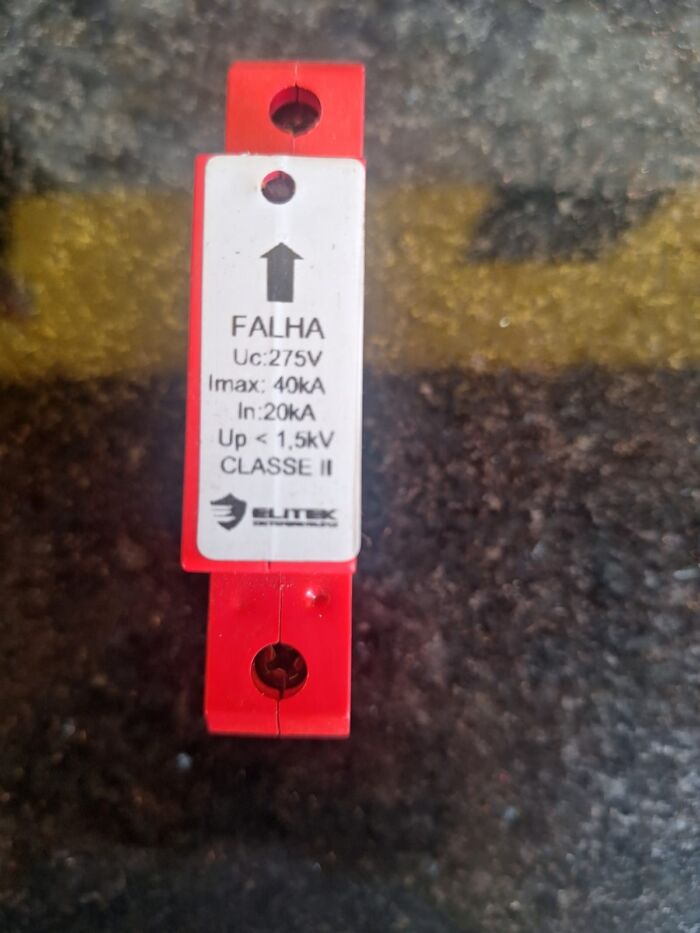 FALHA
Uc:275V
Imax: 40kA
In:20kA
Up < 1,5kV
CLASSE II
ELITEK